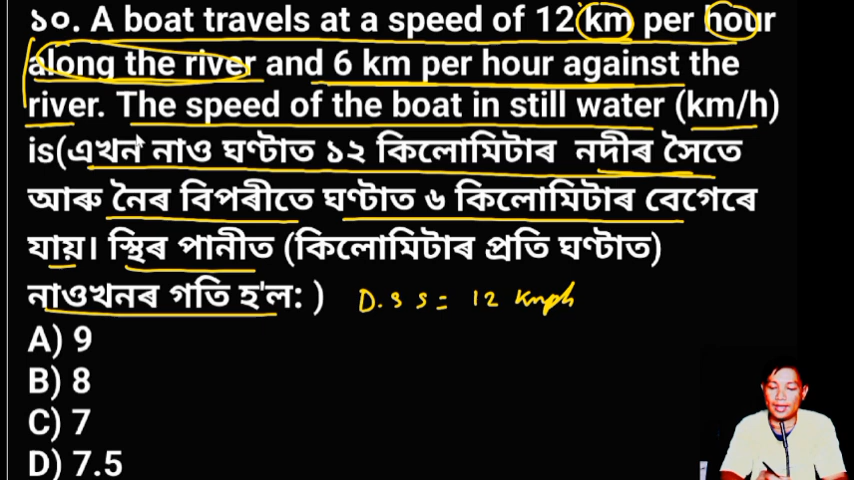 ১০. A boat travels at a speed of 12 km per hour
along the river and 6 km per hour against the
river. The speed of the boat in still water (km/h)
is(এখন নাও ঘণ্টাত ১২ কিলোমিটাৰ নদীৰ সৈতে
আৰু নৈৰ বিপৰীতে ঘণ্টাত ৬ কিলোমিটাৰ বেগেৰে
যায়। স্থিৰ পানীত (কিলোমিটাৰ প্ৰতি ঘণ্টাত)
নাওখনৰ গতি হ'ল: ) D.S S = 12 Kmph
A) 9
B) 8
C) 7
D) 7.5